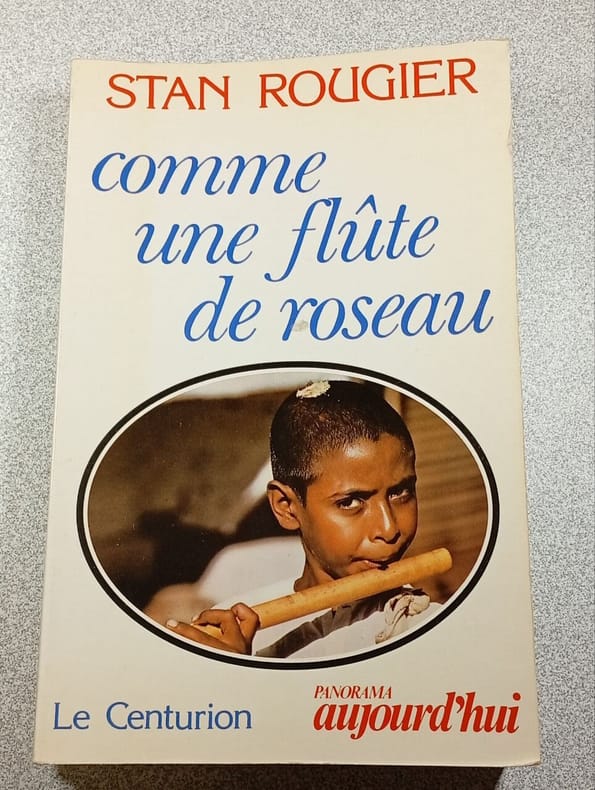 STAN ROUGIER
comme
une flûte
de roseau
Le Centurion
PANORAMA
aujourd'hui